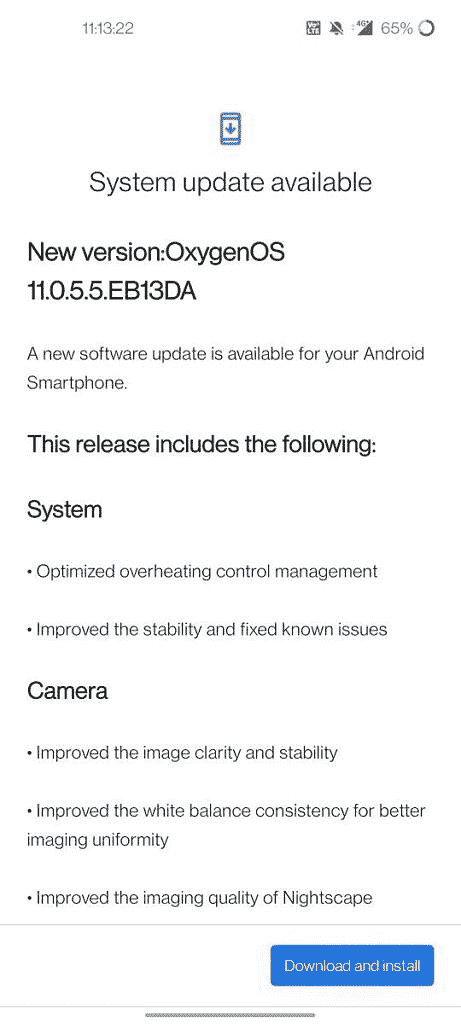 11:13:22 Vo LTE 4G+ 65%
System update available
New version:OxygenOS
11.0.5.5.EB13DA
A new software update is available for your Android
Smartphone.
This release includes the following:
System
• Optimized overheating control management
• Improved the stability and fixed known issues
Camera
• Improved the image clarity and stability
• Improved the white balance consistency for better
imaging uniformity
• Improved the imaging quality of Nightscape
Download and install